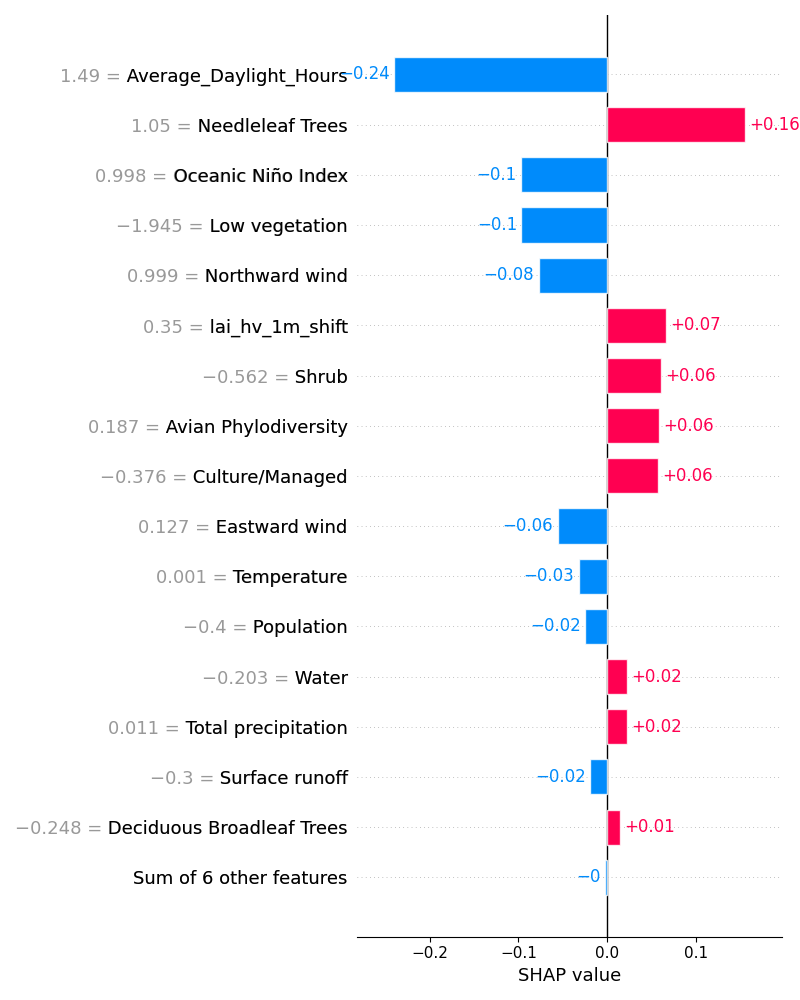 1.49 = Average_Daylight_Hours −0.24
1.05 = Needleleaf Trees +0.16
0.998 = Oceanic Niño Index −0.1
−1.945 = Low vegetation −0.1
0.999 = Northward wind −0.08
0.35 = lai_hv_1m_shift +0.07
−0.562 = Shrub +0.06
0.187 = Avian Phylodiversity +0.06
−0.376 = Culture/Managed +0.06
0.127 = Eastward wind −0.06
0.001 = Temperature −0.03
−0.4 = Population −0.02
−0.203 = Water +0.02
0.011 = Total precipitation +0.02
−0.3 = Surface runoff −0.02
−0.248 = Deciduous Broadleaf Trees +0.01
Sum of 6 other features −0
−0.2 −0.1 0.0 0.1
SHAP value